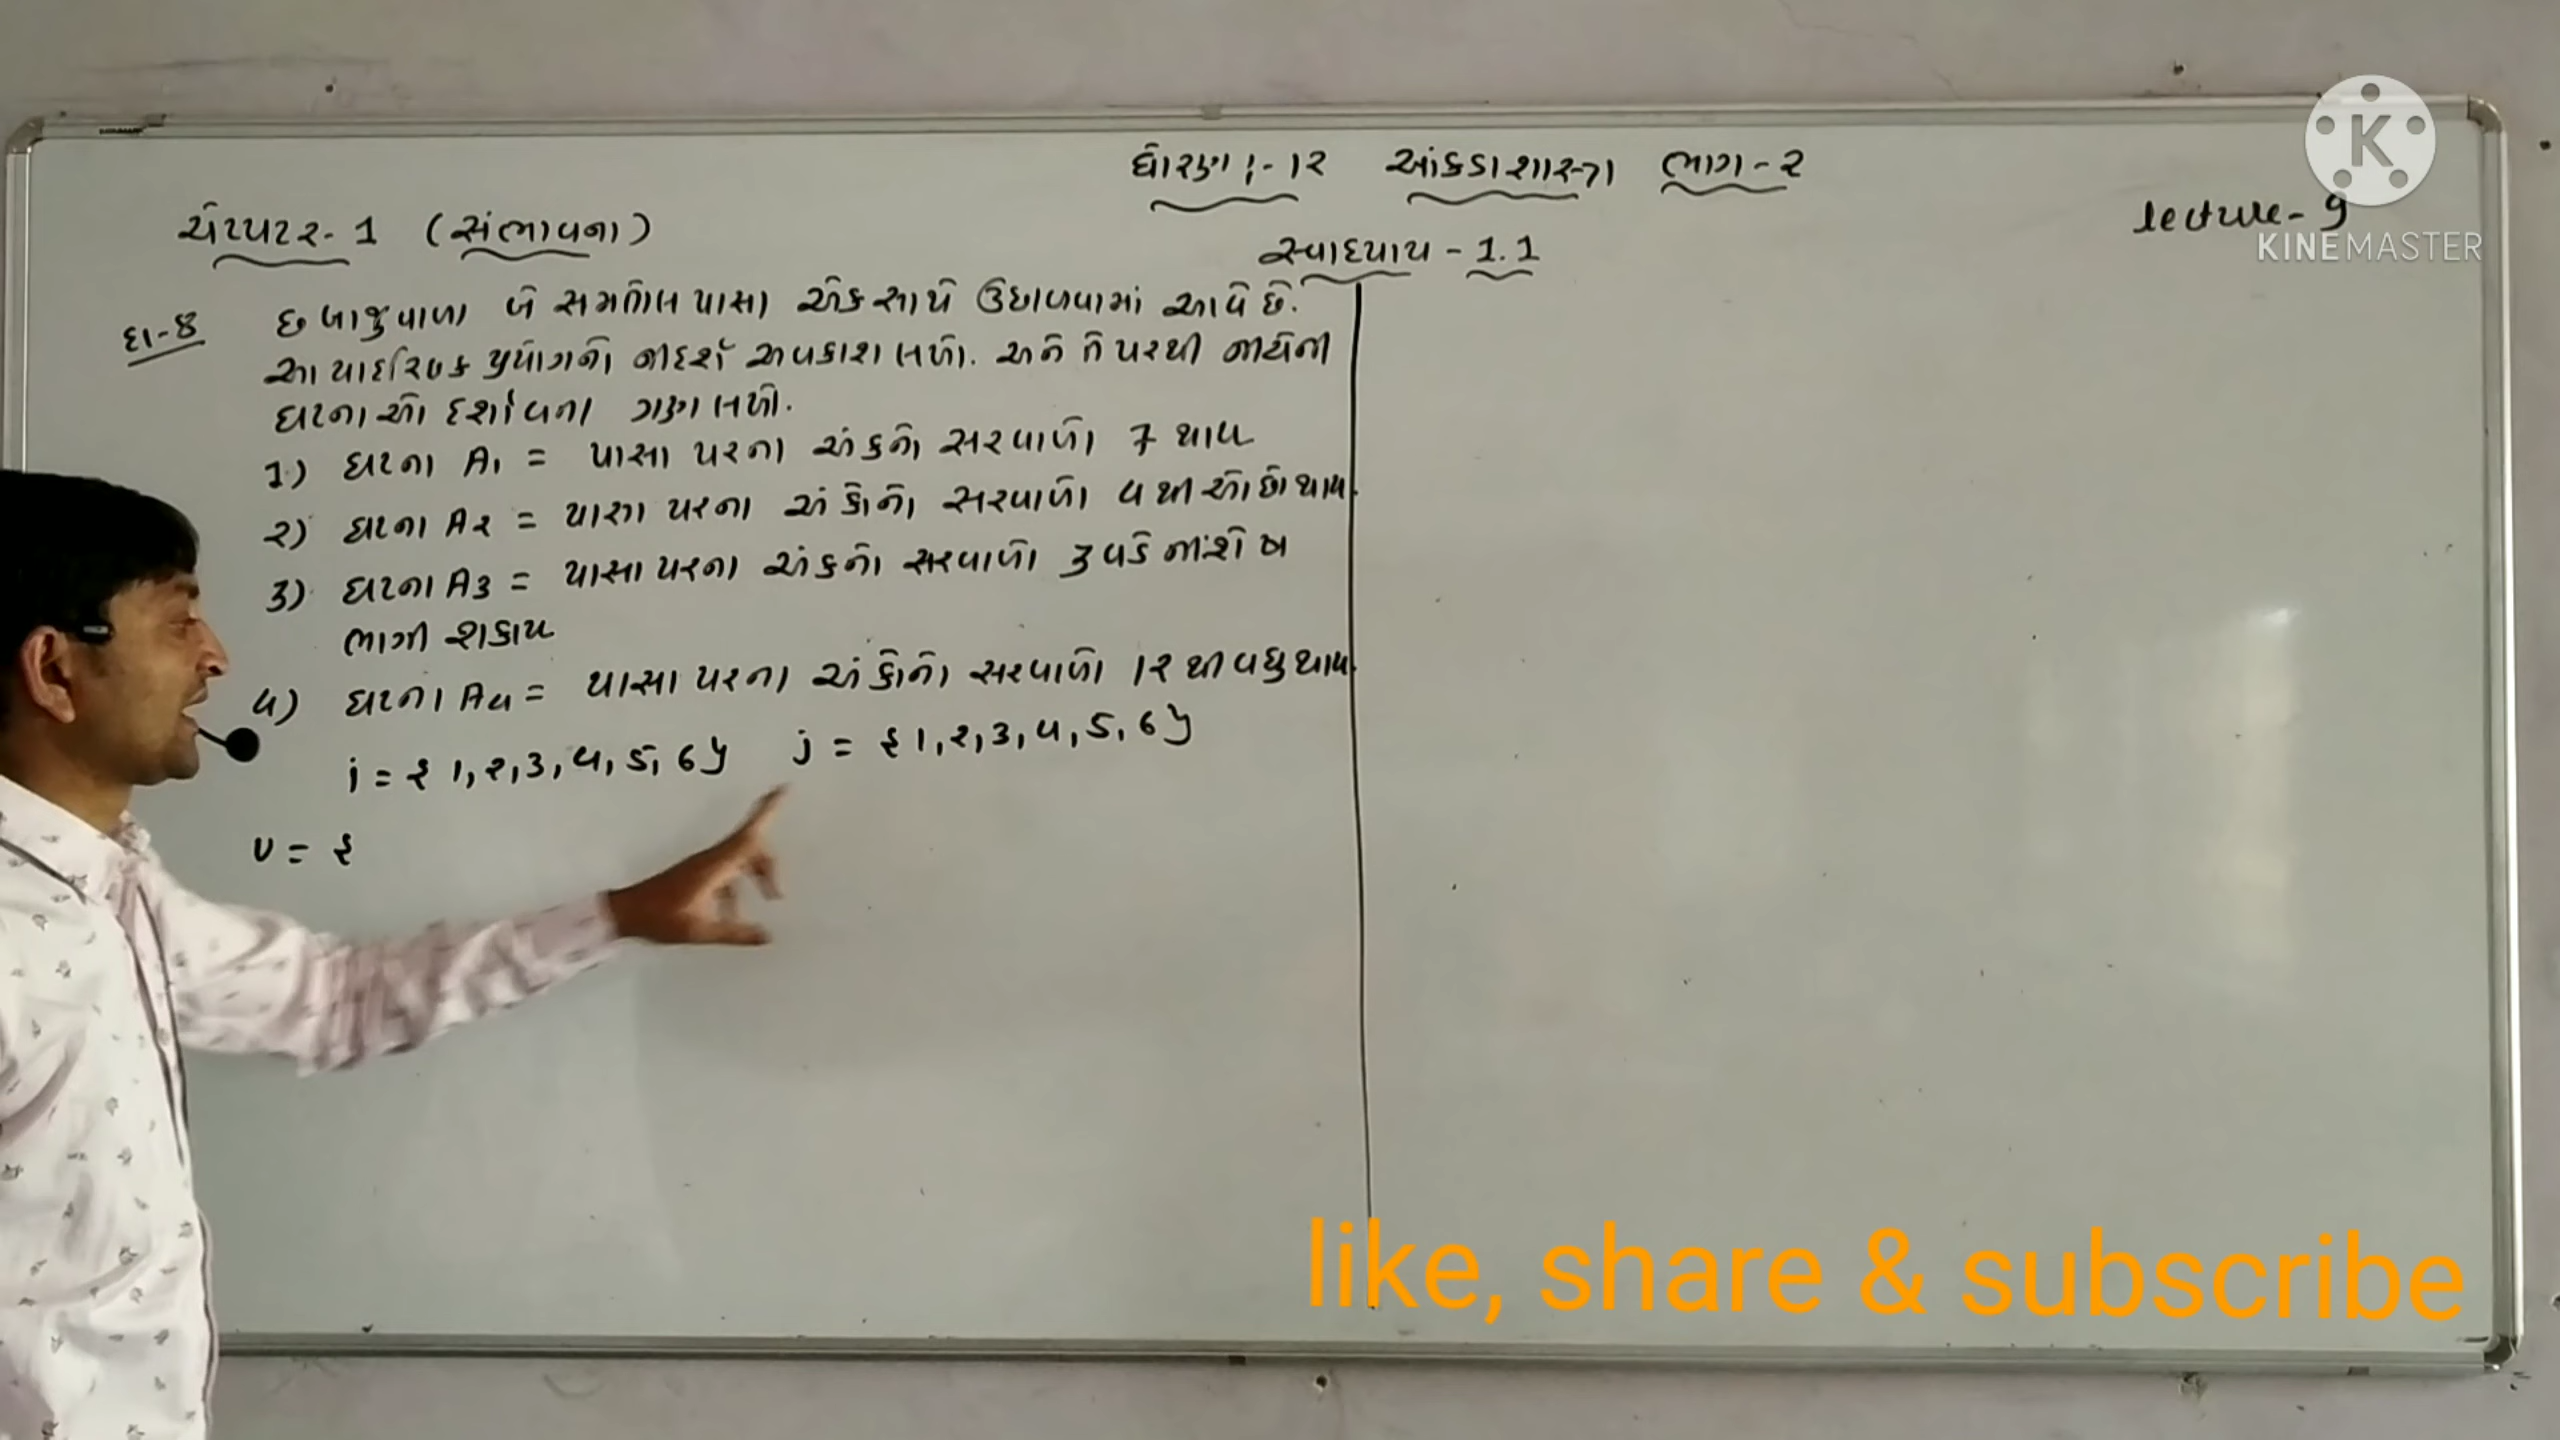 ધોરણ :- 12 આંકડાશાસ્ત્ર ભાગ - 2
lecture - 9
KINEMASTER
ચેપ્ટર - 1 (સંભાવના)
સ્વાધ્યાય - 1.1
દા-8 છ બાજુવાળા બે સમતોલ પાસા એક સાથે ઉછાળવામાં આવે છે.
આ યાદચ્છિક પ્રયોગનો નીદર્શ અવકાશ લખો. અને તે પરથી નીચેની
ઘટનાઓ દર્શાવતા ગણ લખો.
1) ઘટના A1 = પાસા પરના અંકનો સરવાળો 7 થાય
2) ઘટના A2 = પાસા પરના અંકોનો સરવાળો 4 થી ઓછો થાય.
3) ઘટના A3 = પાસા પરના અંકનો સરવાળો 3 વડે નીઃશેષ
ભાગી શકાય
4) ઘટના A4 = પાસા પરના અંકોનો સરવાળો 12 થી વધુ થાય.
i = { 1, 2, 3, 4, 5, 6 } j = { 1, 2, 3, 4, 5, 6 }
U = {
like, share & subscribe